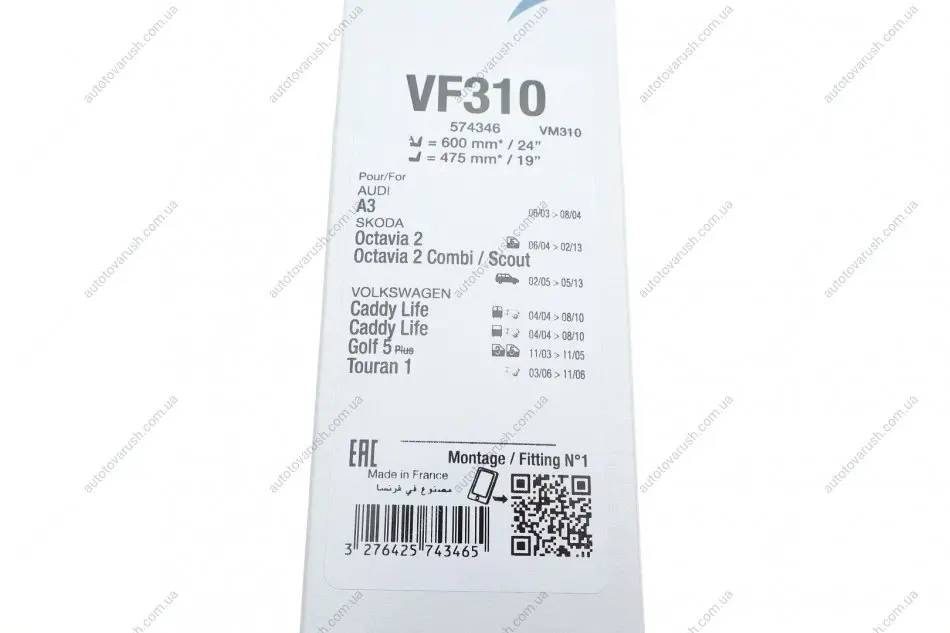 VF310
574346 VM310
= 600 mm* / 24"
= 475 mm* / 19"
Pour/For
AUDI
A3 06/03 > 08/04
SKODA
Octavia 2 06/04 > 02/13
Octavia 2 Combi / Scout
02/05 > 05/13
VOLKSWAGEN
Caddy Life 04/04 > 08/10
Caddy Life 04/04 > 08/10
Golf 5 Plus 11/03 > 11/05
Touran 1 03/06 > 11/06
EAC
Montage / Fitting N°1
Made in France
مصنوع في فرنسا
3 276425 743465
autotovarush.com.ua